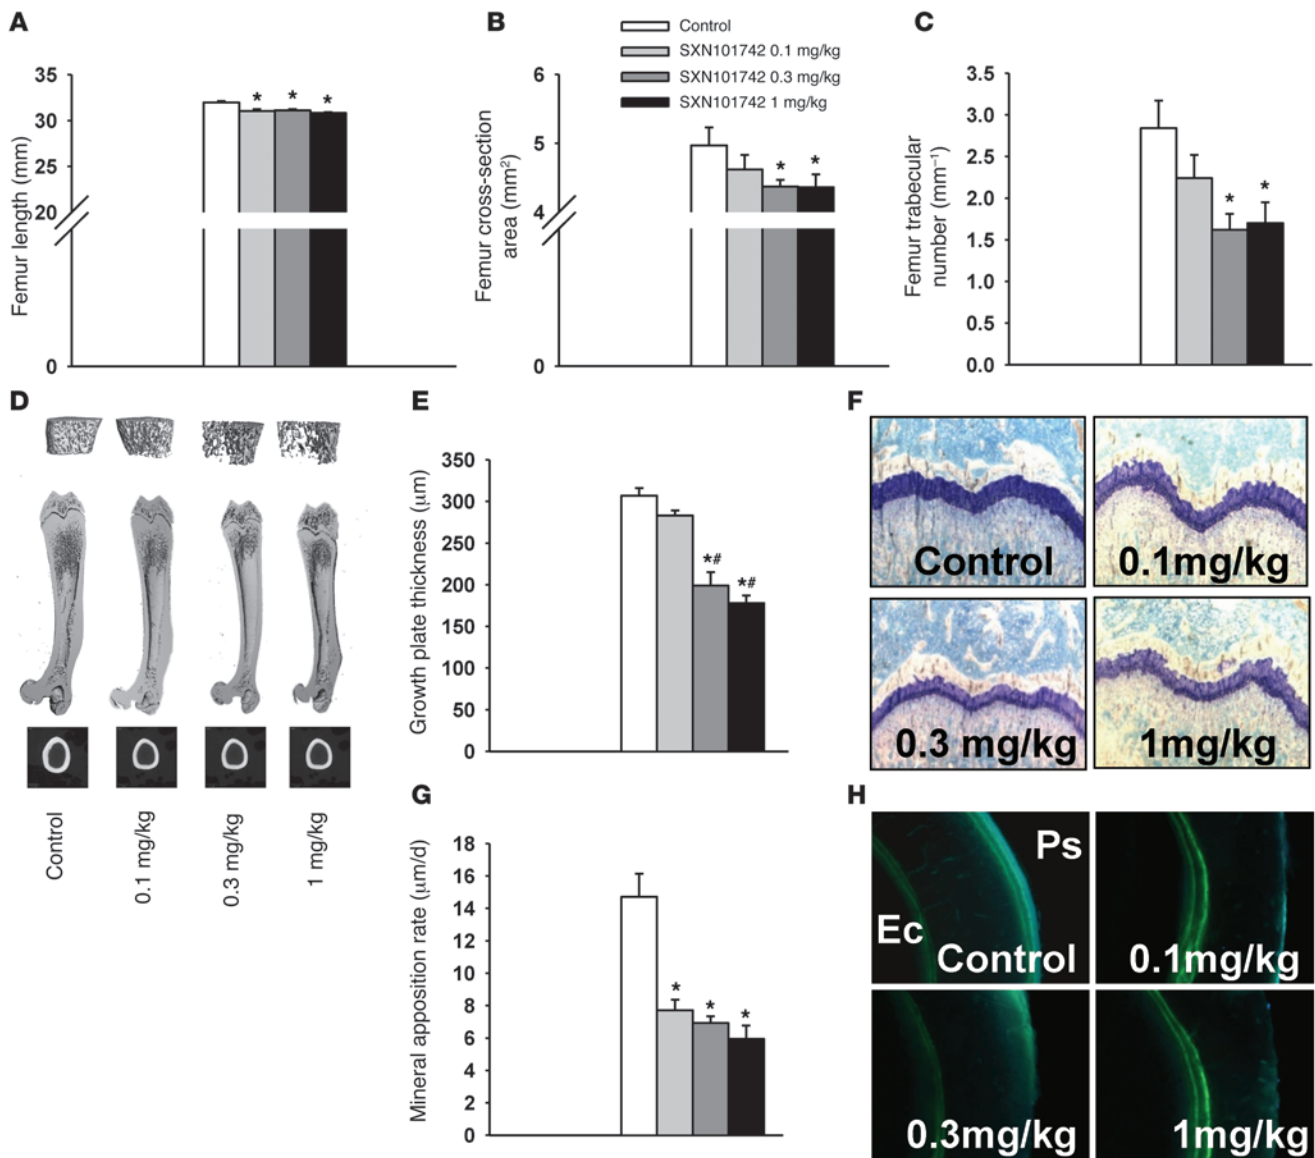 A
Femur length (mm)
35
30
25
20
0
*
*
*
B
Control
SXN101742 0.1 mg/kg
SXN101742 0.3 mg/kg
SXN101742 1 mg/kg
Femur cross-section
area (mm²)
6
5
4
0
*
*
C
Femur trabecular
number (mm⁻¹)
3.5
3.0
2.5
2.0
1.5
1.0
0.5
0.0
*
*
D
Control
0.1 mg/kg
0.3 mg/kg
1 mg/kg
E
Growth plate thickness (μm)
350
300
250
200
150
100
50
0
*#
*#
F
Control
0.1mg/kg
0.3 mg/kg
1mg/kg
G
Mineral apposition rate (μm/d)
18
16
14
12
10
8
6
4
2
0
*
*
*
H
Ps
Ec
Control
0.1mg/kg
0.3mg/kg
1mg/kg